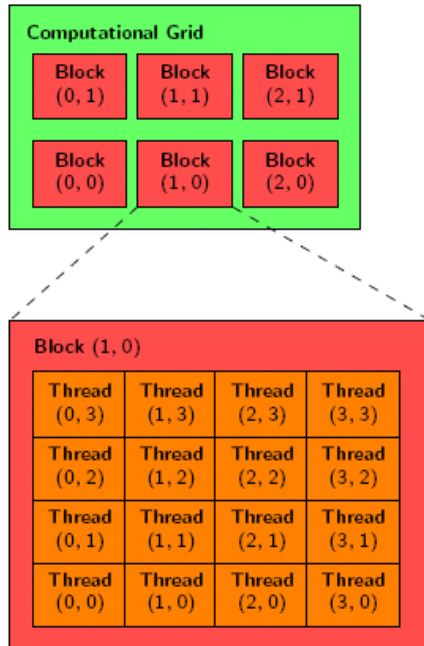 Computational Grid
Block Block Block
(0, 1) (1, 1) (2, 1)
Block Block Block
(0, 0) (1, 0) (2, 0)
Block (1, 0)
Thread Thread Thread Thread
(0, 3) (1, 3) (2, 3) (3, 3)
Thread Thread Thread Thread
(0, 2) (1, 2) (2, 2) (3, 2)
Thread Thread Thread Thread
(0, 1) (1, 1) (2, 1) (3, 1)
Thread Thread Thread Thread
(0, 0) (1, 0) (2, 0) (3, 0)